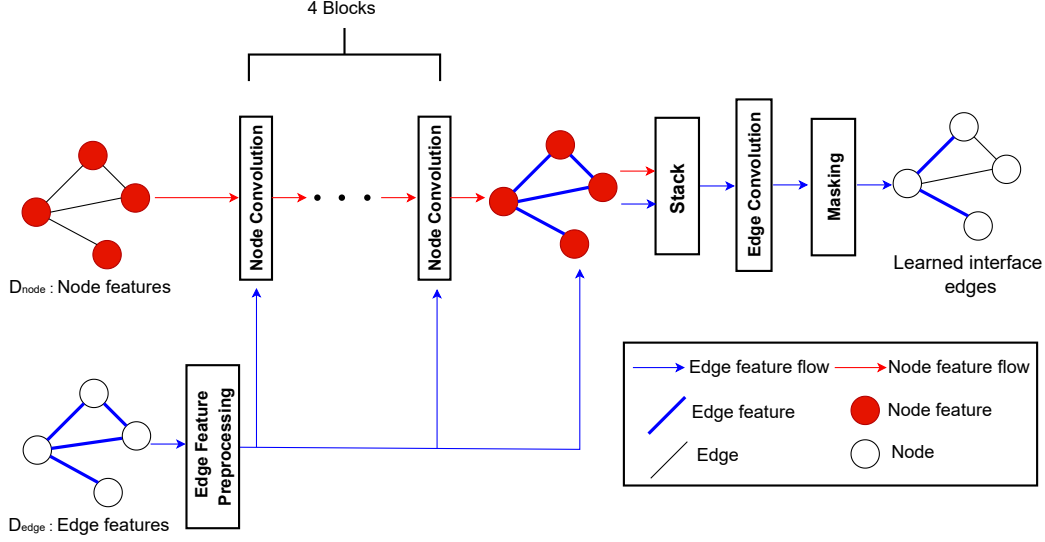 4 Blocks
Node Convolution
. . .
Node Convolution
Stack
Edge Convolution
Masking
Dnode : Node features
Learned interface
edges
Edge Feature
Preprocessing
Dedge : Edge features
Edge feature flow
Node feature flow
Edge feature
Node feature
Edge
Node